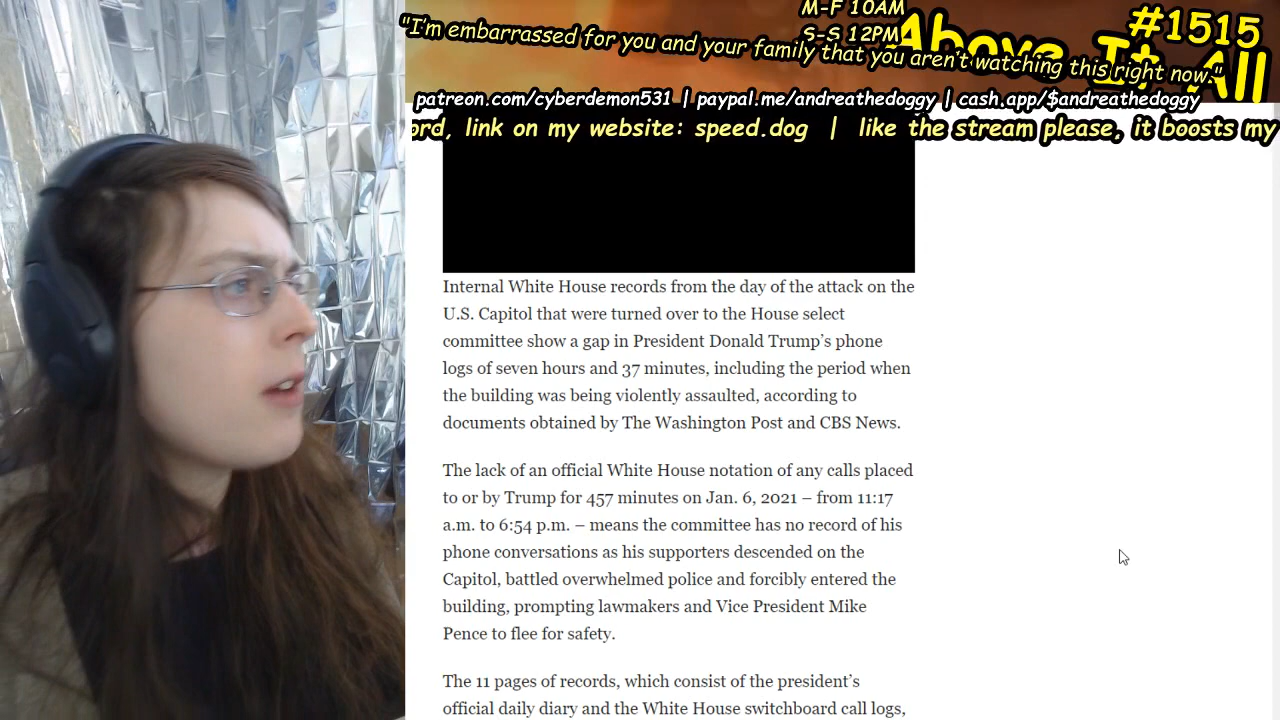 M-F 10AM
S-S 12PM
Above It All
#1515
"I'm embarrassed for you and your family that you aren't watching this right now."
patreon.com/cyberdemon531 | paypal.me/andreathedoggy | cash.app/$andreathedoggy
ord, link on my website: speed.dog | like the stream please, it boosts my
Internal White House records from the day of the attack on the
U.S. Capitol that were turned over to the House select
committee show a gap in President Donald Trump’s phone
logs of seven hours and 37 minutes, including the period when
the building was being violently assaulted, according to
documents obtained by The Washington Post and CBS News.
The lack of an official White House notation of any calls placed
to or by Trump for 457 minutes on Jan. 6, 2021 – from 11:17
a.m. to 6:54 p.m. – means the committee has no record of his
phone conversations as his supporters descended on the
Capitol, battled overwhelmed police and forcibly entered the
building, prompting lawmakers and Vice President Mike
Pence to flee for safety.
The 11 pages of records, which consist of the president’s
official daily diary and the White House switchboard call logs,